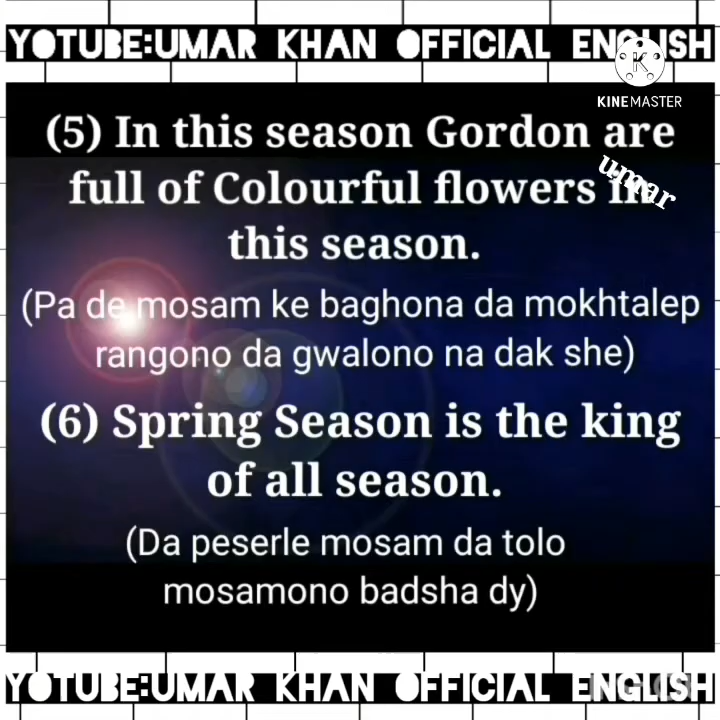 YOTUBE:UMAR KHAN OFFICIAL ENGLISH
KINEMASTER
(5) In this season Gordon are
umar
full of Colourful flowers in
this season.
(Pa de mosam ke baghona da mokhtalep
rangono da gwalono na dak she)
(6) Spring Season is the king
of all season.
(Da peserle mosam da tolo
mosamono badsha dy)
YOTUBE:UMAR KHAN OFFICIAL ENGLISH